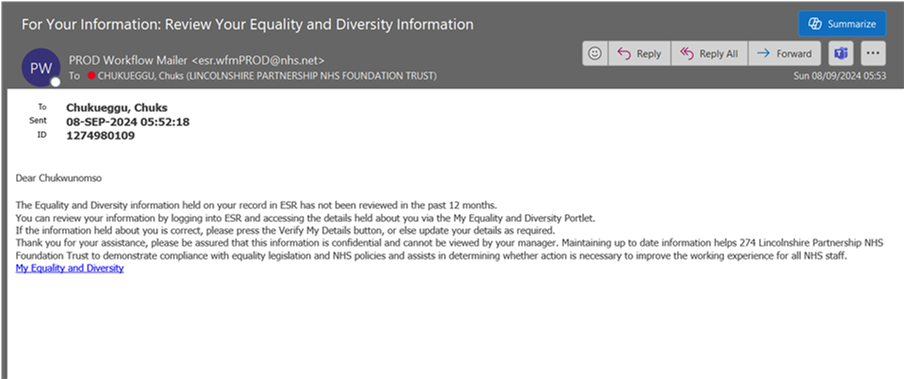 For Your Information: Review Your Equality and Diversity Information
Summarize
PW
PROD Workflow Mailer <esr.wfmPROD@nhs.net>
To CHUKUEGGU, Chuks (LINCOLNSHIRE PARTNERSHIP NHS FOUNDATION TRUST)
Reply
Reply All
Forward
Sun 08/09/2024 05:53
To Chukueggu, Chuks
Sent 08-SEP-2024 05:52:18
ID 1274980109
Dear Chukwunomso
The Equality and Diversity information held on your record in ESR has not been reviewed in the past 12 months.
You can review your information by logging into ESR and accessing the details held about you via the My Equality and Diversity Portlet.
If the information held about you is correct, please press the Verify My Details button, or else update your details as required.
Thank you for your assistance, please be assured that this information is confidential and cannot be viewed by your manager. Maintaining up to date information helps 274 Lincolnshire Partnership NHS
Foundation Trust to demonstrate compliance with equality legislation and NHS policies and assists in determining whether action is necessary to improve the working experience for all NHS staff.
My Equality and Diversity